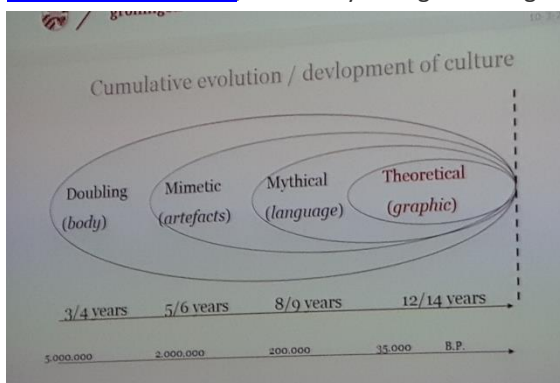 Cumulative evolution / devlopment of culture
Doubling
(body)
Mimetic
(artefacts)
Mythical
(language)
Theoretical
(graphic)
3/4 years 5/6 years 8/9 years 12/14 years
5.000.000 2.000.000 200.000 35.000 B.P.